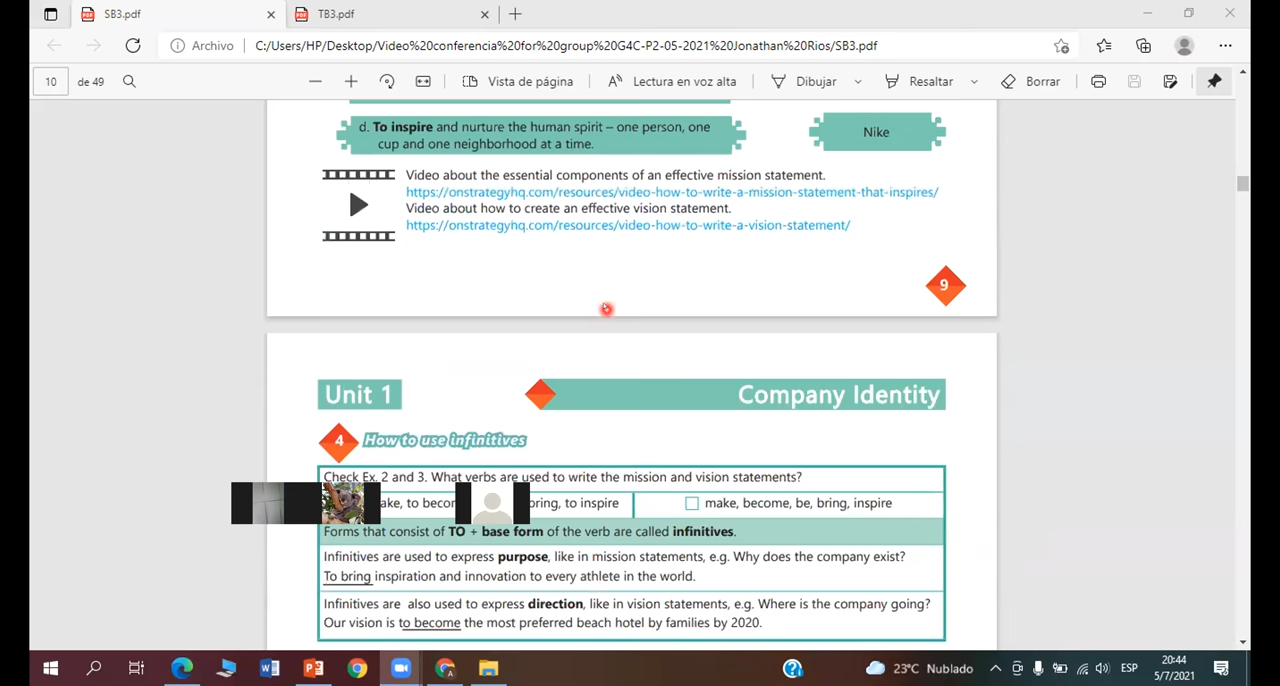 SB3.pdf
TB3.pdf
Archivo
C:/Users/HP/Desktop/Video%20conferencia%20for%20group%20G4C-P2-05-2021%20Jonathan%20Rios/SB3.pdf
10 de 49
Vista de página
Lectura en voz alta
Dibujar
Resaltar
Borrar
d. To inspire and nurture the human spirit – one person, one
cup and one neighborhood at a time.
Nike
Video about the essential components of an effective mission statement.
https://onstrategyhq.com/resources/video-how-to-write-a-mission-statement-that-inspires/
Video about how to create an effective vision statement.
https://onstrategyhq.com/resources/video-how-to-write-a-vision-statement/
9
Unit 1
Company Identity
4 How to use infinitives
Check Ex. 2 and 3. What verbs are used to write the mission and vision statements?
ake, to becor bring, to inspire
make, become, be, bring, inspire
Forms that consist of TO + base form of the verb are called infinitives.
Infinitives are used to express purpose, like in mission statements, e.g. Why does the company exist?
To bring inspiration and innovation to every athlete in the world.
Infinitives are also used to express direction, like in vision statements, e.g. Where is the company going?
Our vision is to become the most preferred beach hotel by families by 2020.
23°C Nublado
ESP
20:44
5/7/2021